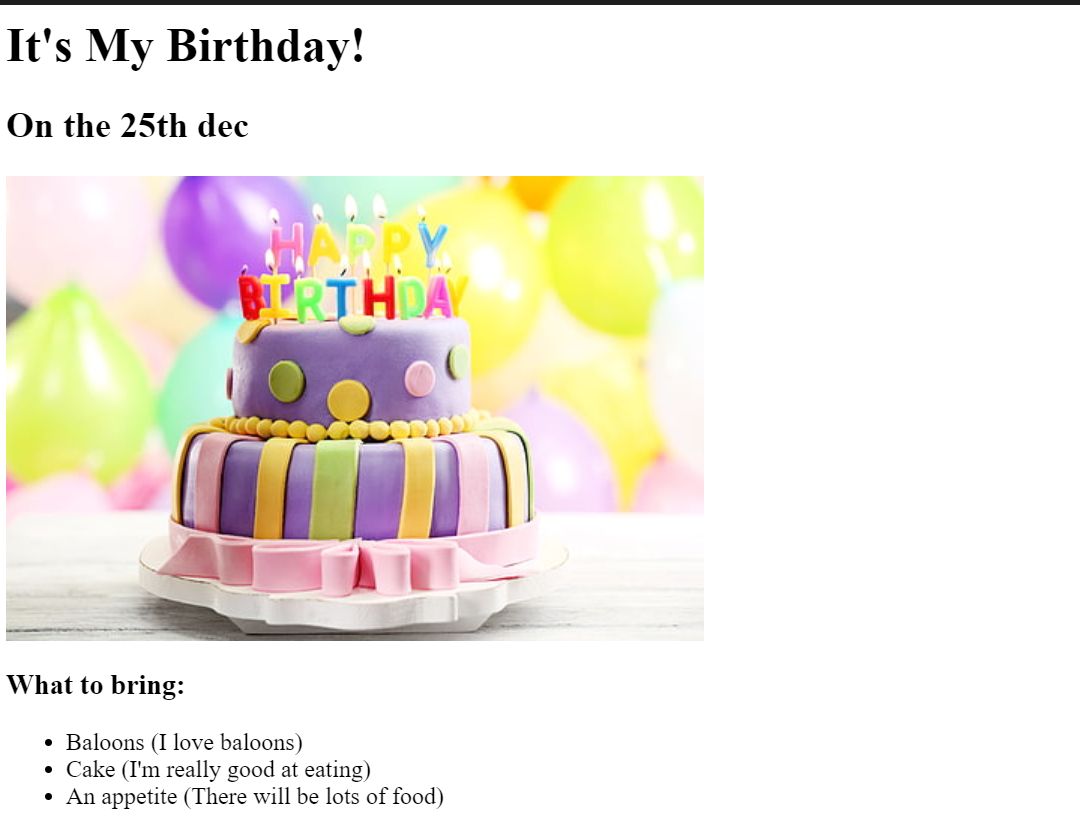 It's My Birthday!
On the 25th dec
HAPPY
BIRTHDAY
What to bring:
Baloons (I love baloons)
Cake (I'm really good at eating)
An appetite (There will be lots of food)